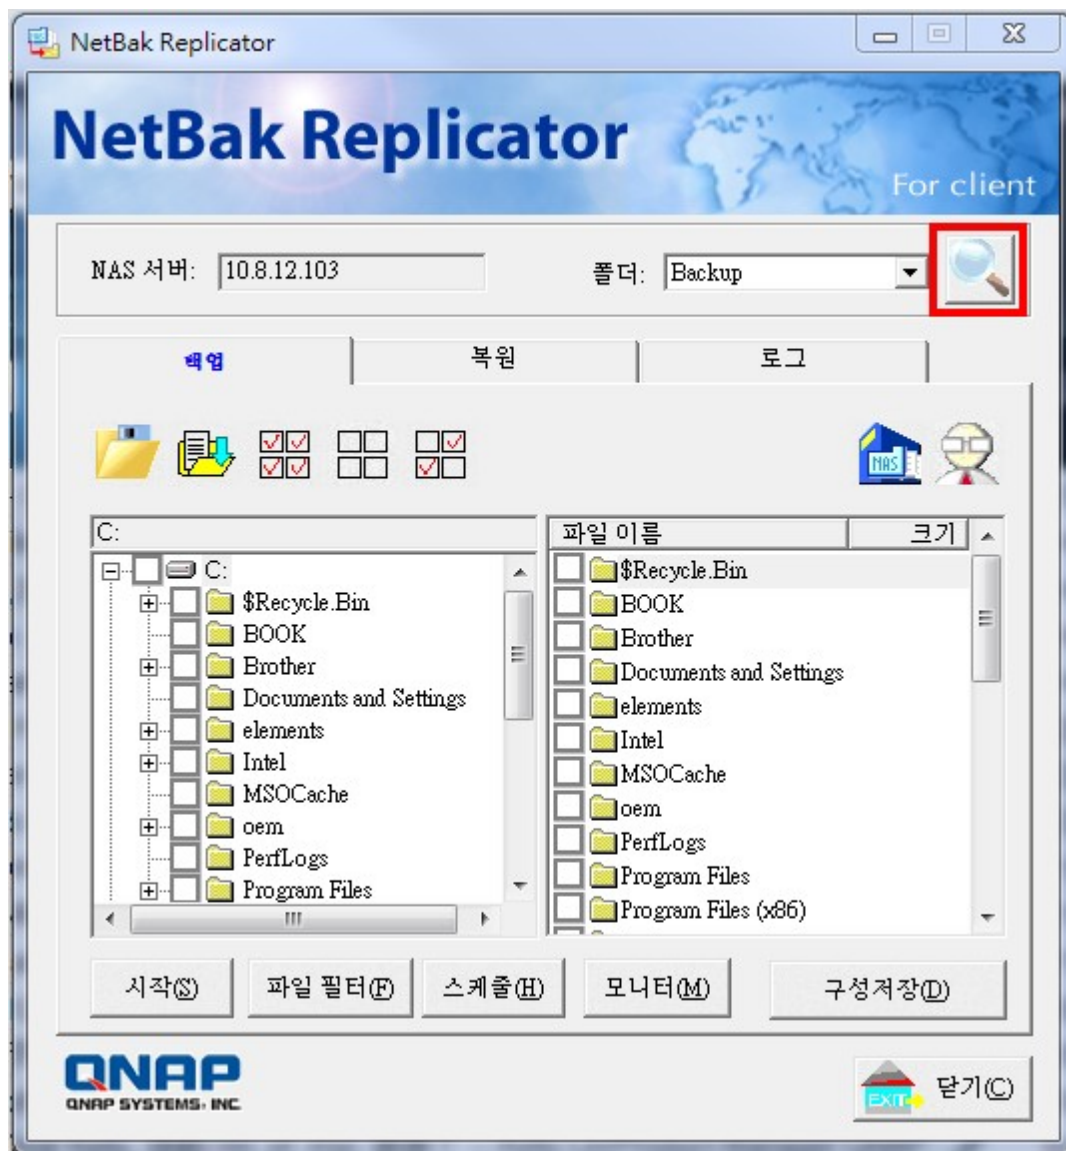 NetBak Replicator
NetBak Replicator
For client
NAS 서버: 10.8.12.103 폴더: Backup
백업 복원 로그
NAS
C: 파일 이름 크기
C: $Recycle.Bin
$Recycle.Bin BOOK
BOOK Brother
Brother Documents and Settings
Documents and Settings elements
elements Intel
Intel MSOCache
MSOCache oem
oem PerfLogs
PerfLogs Program Files
Program Files Program Files (x86)
시작(S) 파일 필터(F) 스케줄(H) 모니터(M) 구성저장(D)
QNAP
QNAP SYSTEMS, INC.
EXIT 닫기(C)